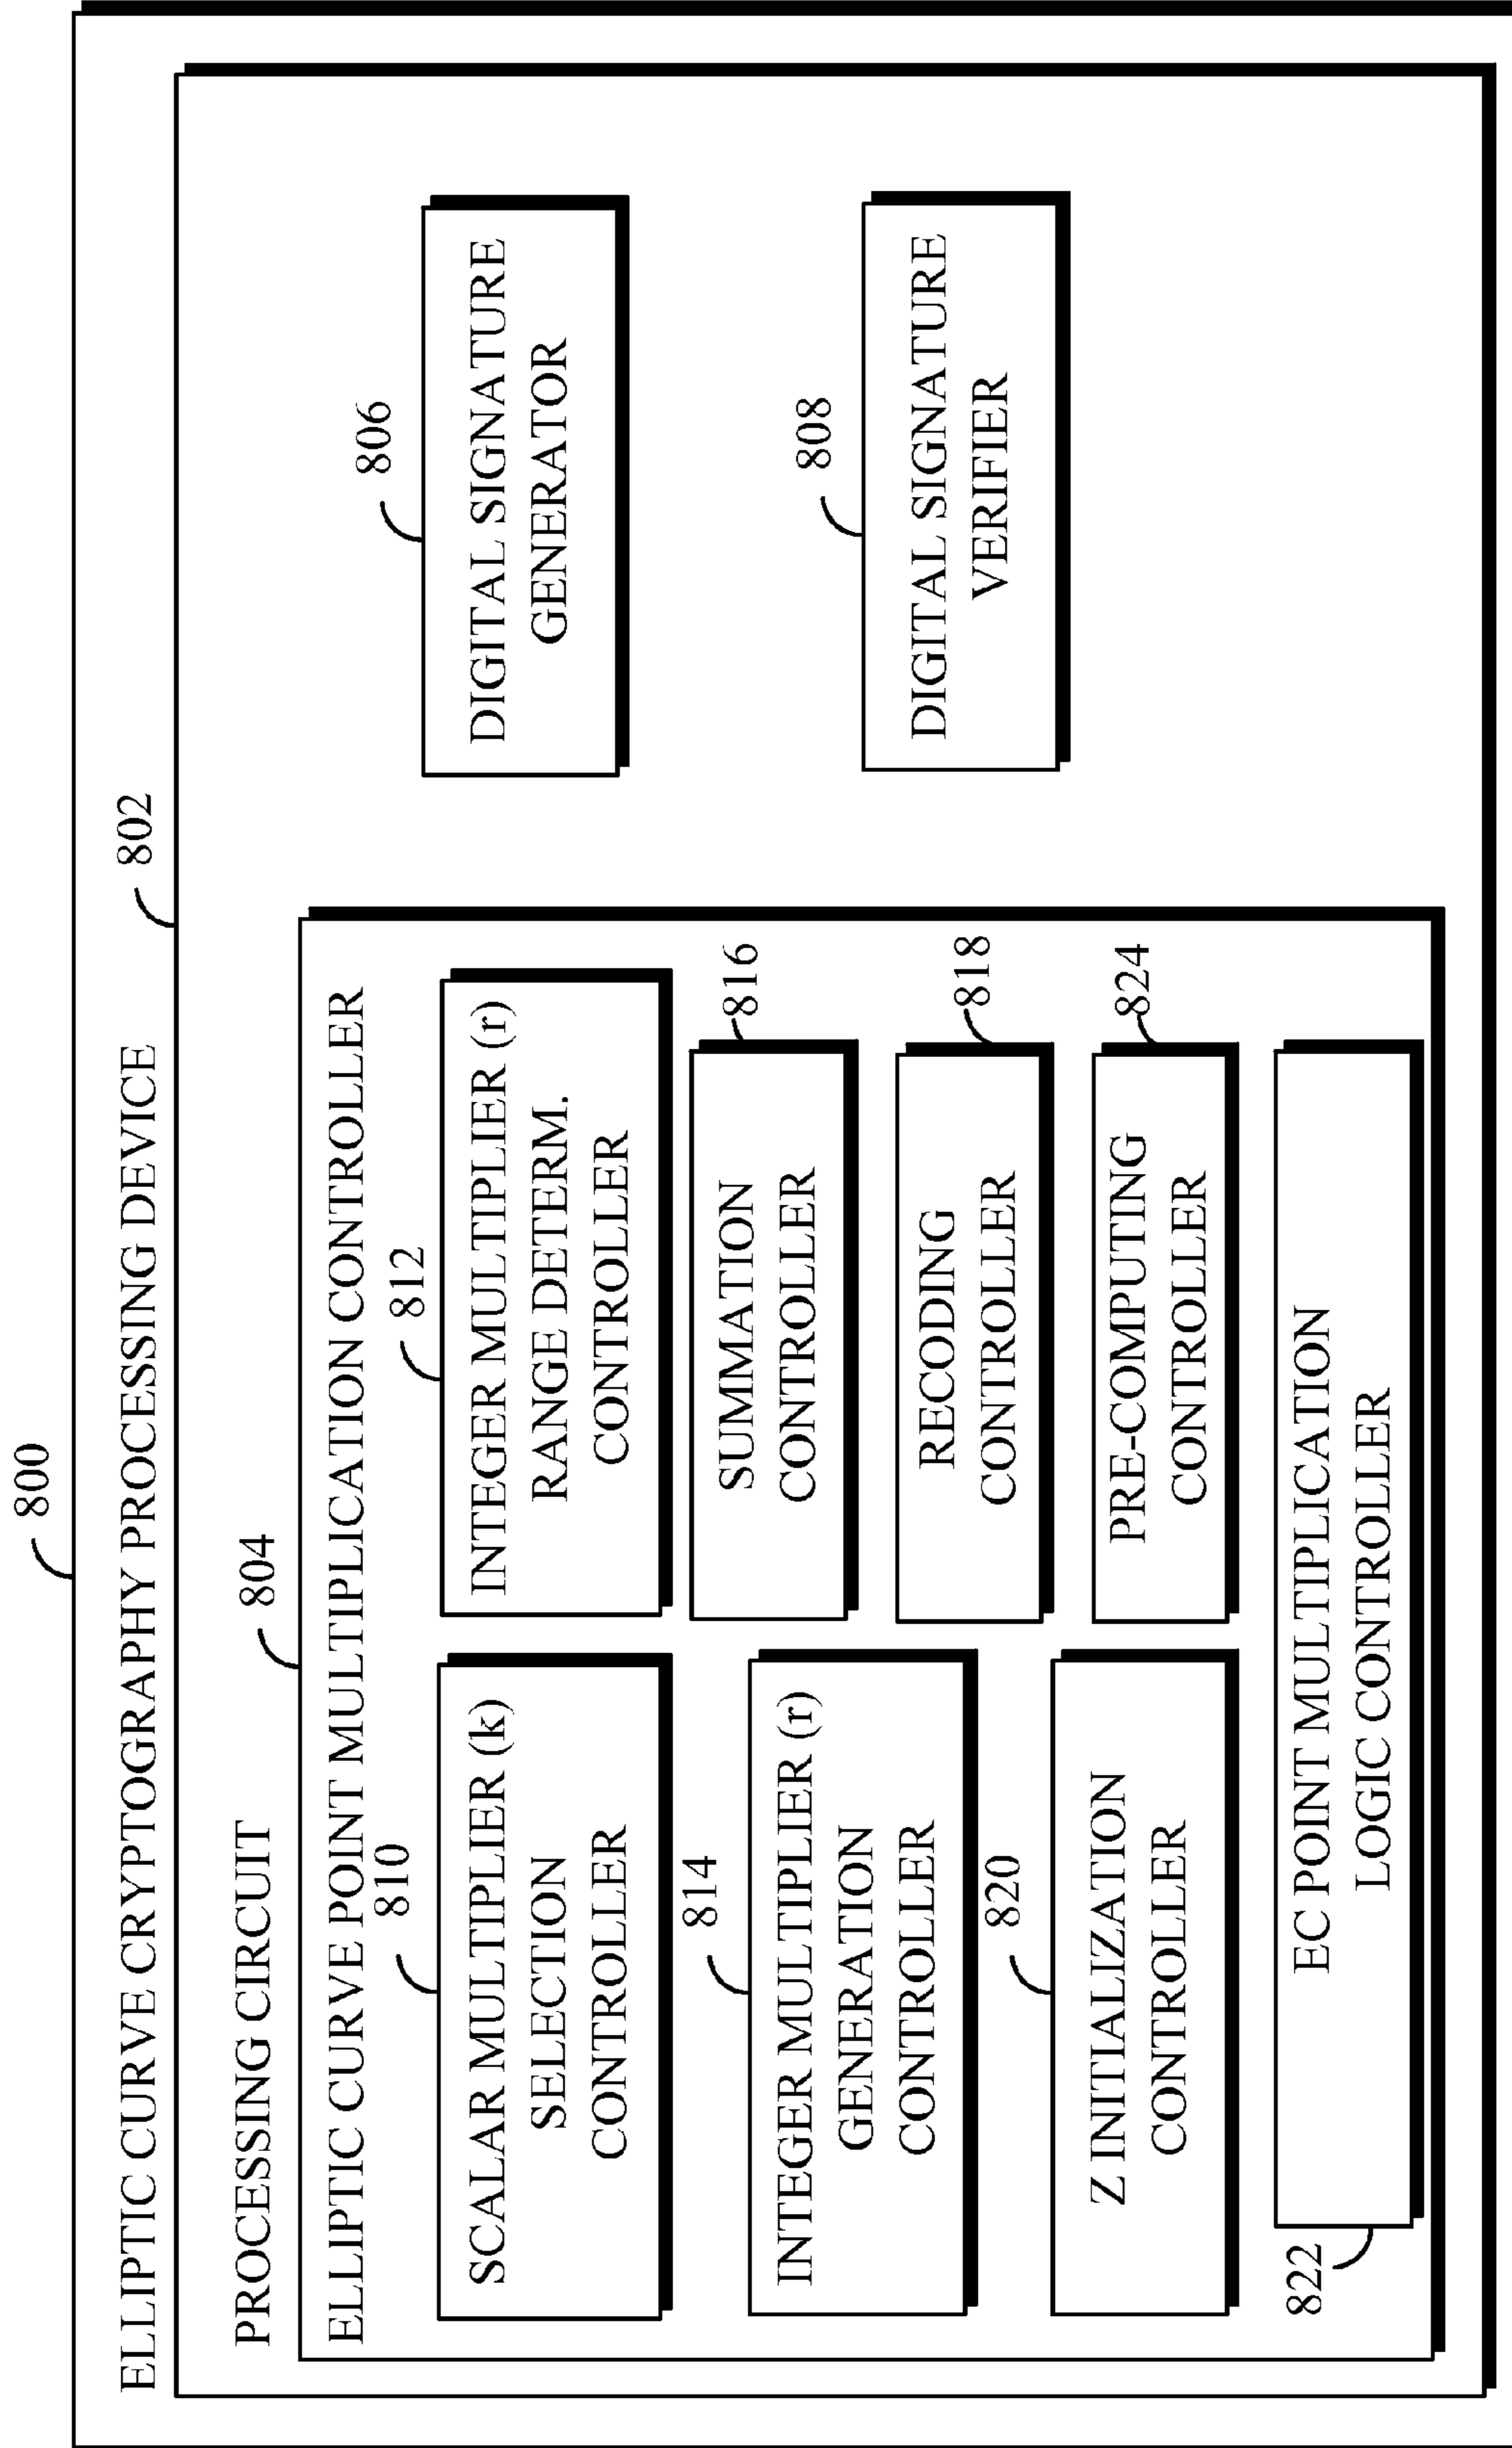 800
ELLIPTIC CURVE CRYPTOGRAPHY PROCESSING DEVICE
802
PROCESSING CIRCUIT
804
ELLIPTIC CURVE POINT MULTIPLICATION CONTROLLER
810
SCALAR MULTIPLIER (k)
SELECTION
CONTROLLER
812
INTEGER MULTIPLIER (r)
RANGE DETERM.
CONTROLLER
814
INTEGER MULTIPLIER (r)
GENERATION
CONTROLLER
816
SUMMATION
CONTROLLER
818
RECODING
CONTROLLER
820
Z INITIALIZATION
CONTROLLER
824
PRE-COMPUTING
CONTROLLER
822
EC POINT MULTIPLICATION
LOGIC CONTROLLER
806
DIGITAL SIGNATURE
GENERATOR
808
DIGITAL SIGNATURE
VERIFIER